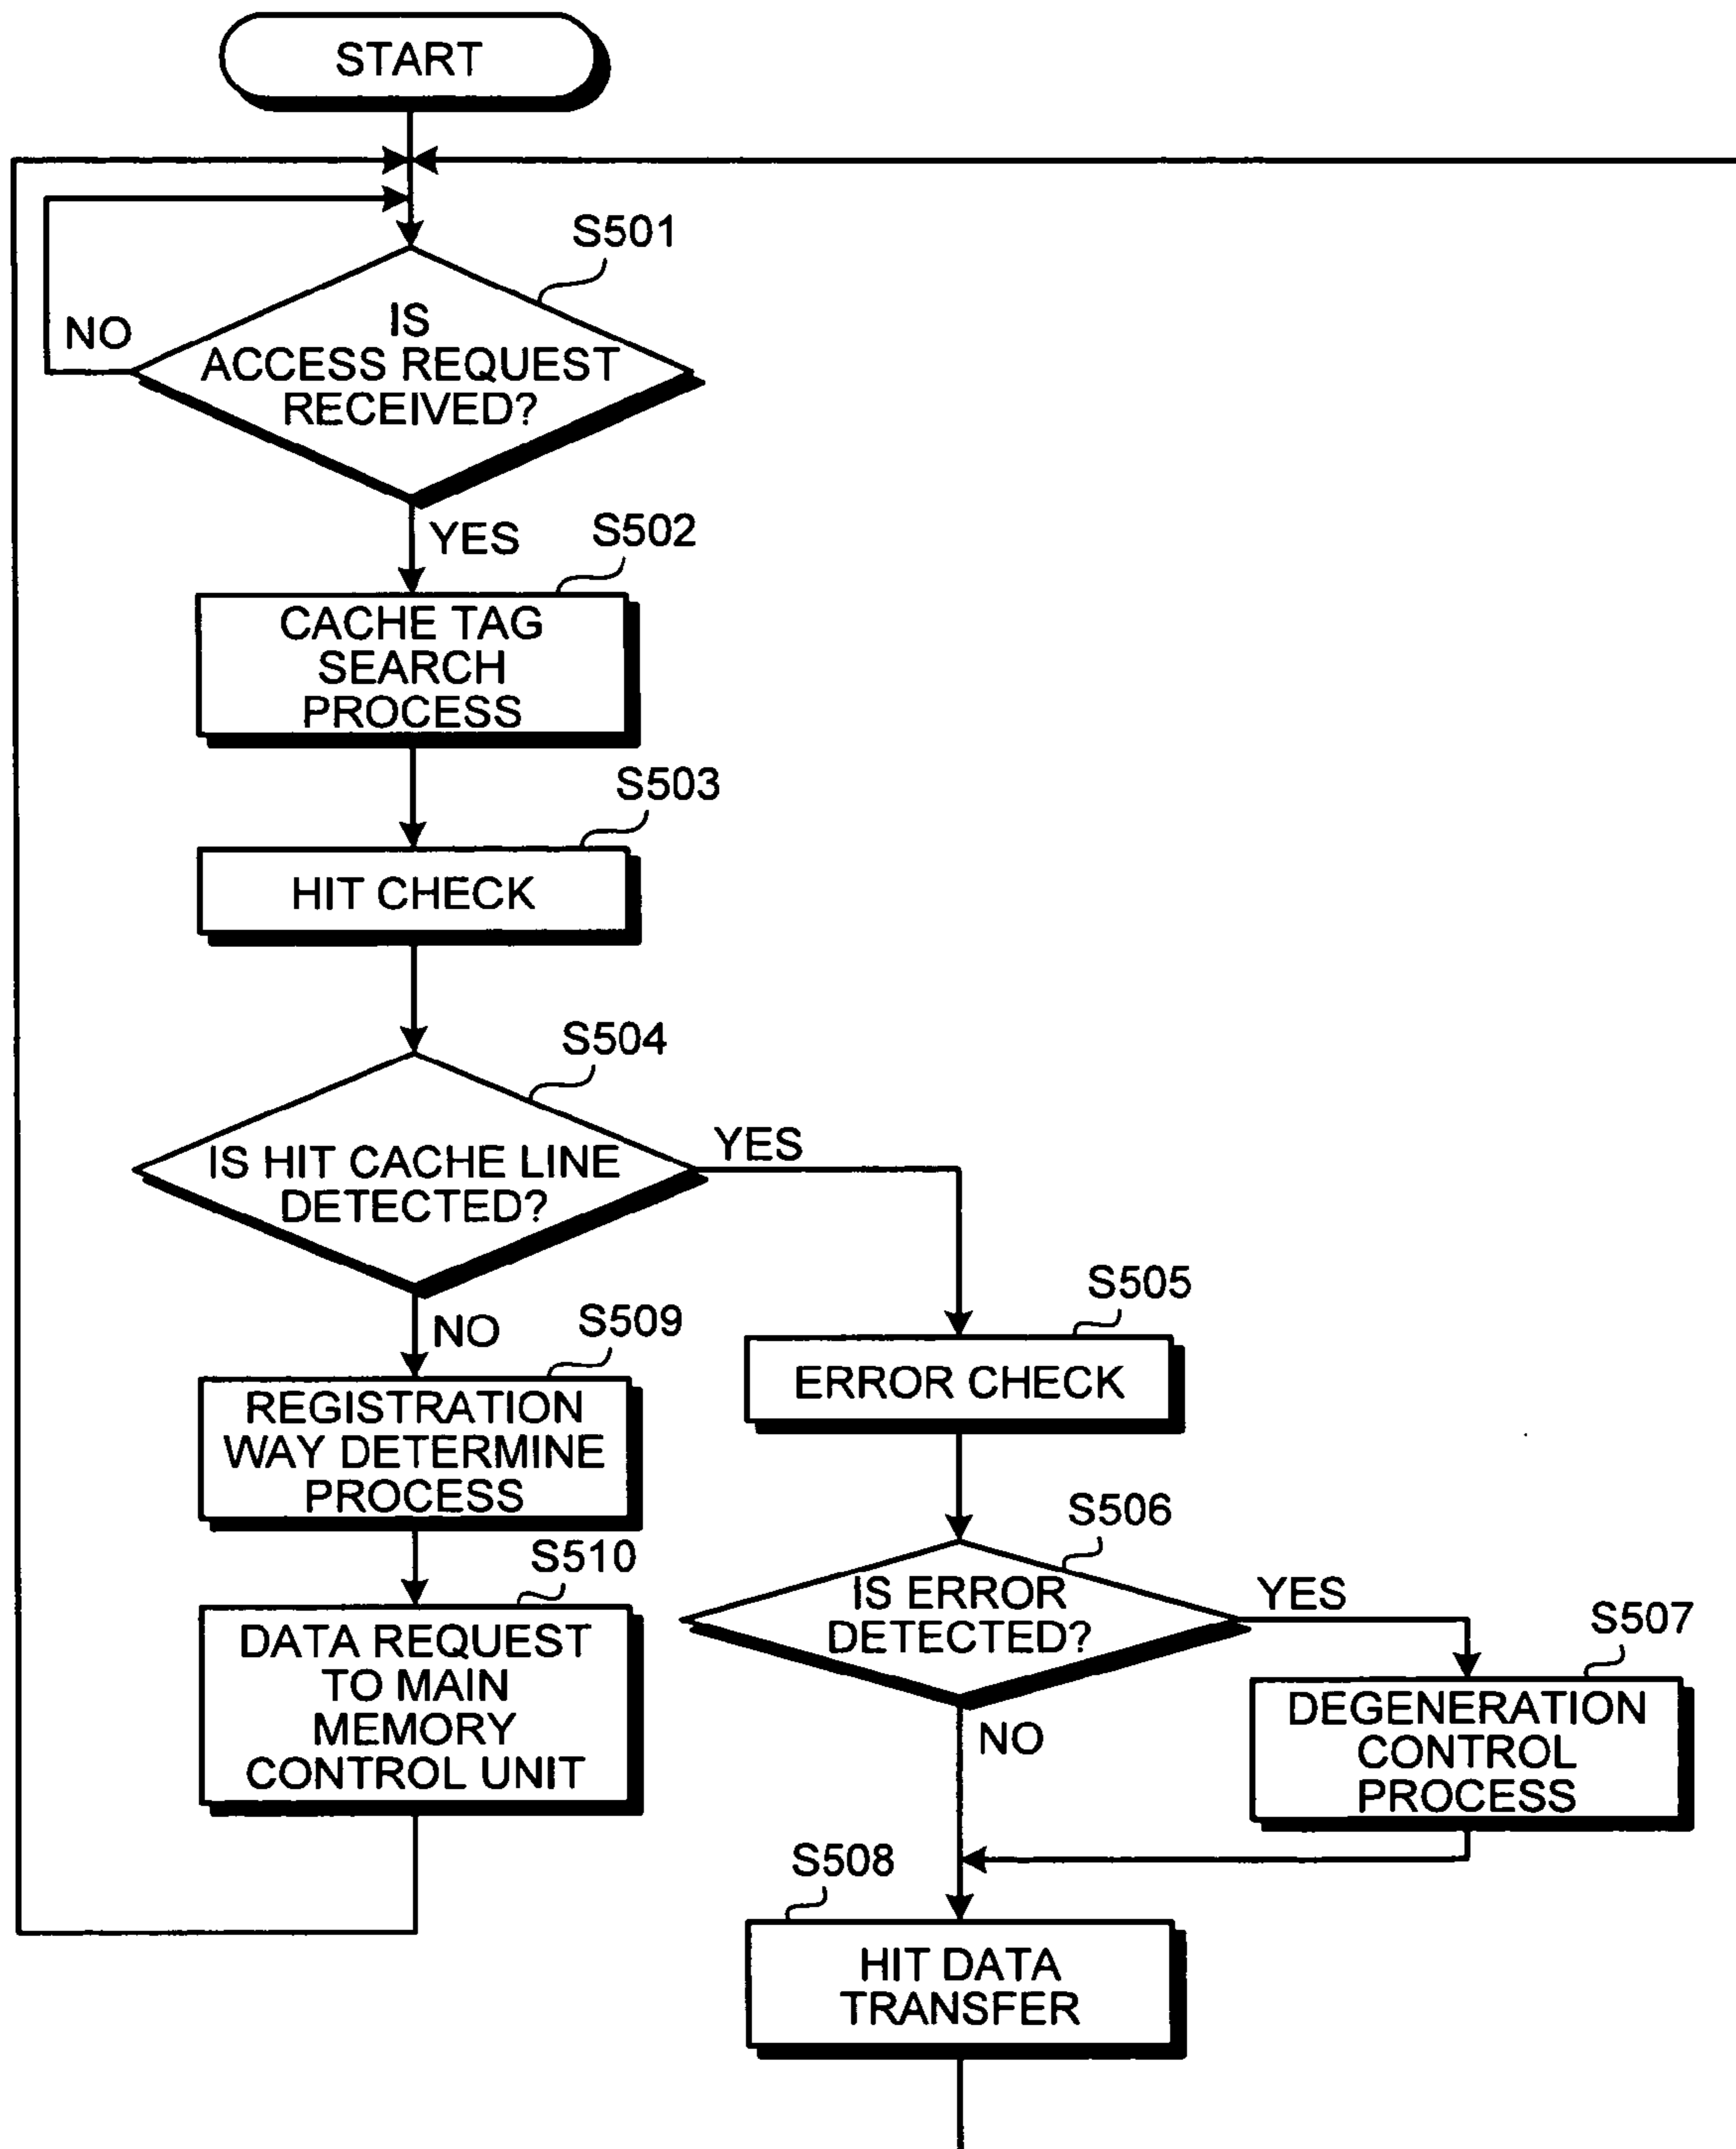 START
S501
IS
ACCESS REQUEST
RECEIVED?
NO
YES
S502
CACHE TAG
SEARCH
PROCESS
S503
HIT CHECK
S504
IS HIT CACHE LINE
DETECTED?
YES
NO
S505
ERROR CHECK
S509
REGISTRATION
WAY DETERMINE
PROCESS
S506
IS ERROR
DETECTED?
YES
NO
S510
DATA REQUEST
TO MAIN
MEMORY
CONTROL UNIT
S507
DEGENERATION
CONTROL
PROCESS
S508
HIT DATA
TRANSFER